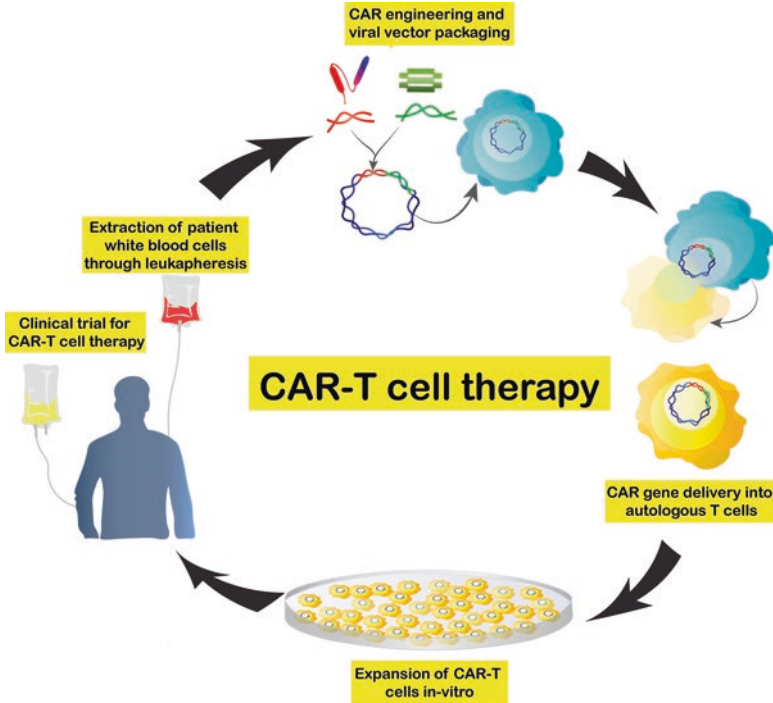 CAR engineering and
viral vector packaging
Extraction of patient
white blood cells
through leukapheresis
Clinical trial for
CAR-T cell therapy
CAR-T cell therapy
CAR gene delivery into
autologous T cells
Expansion of CAR-T
cells in-vitro